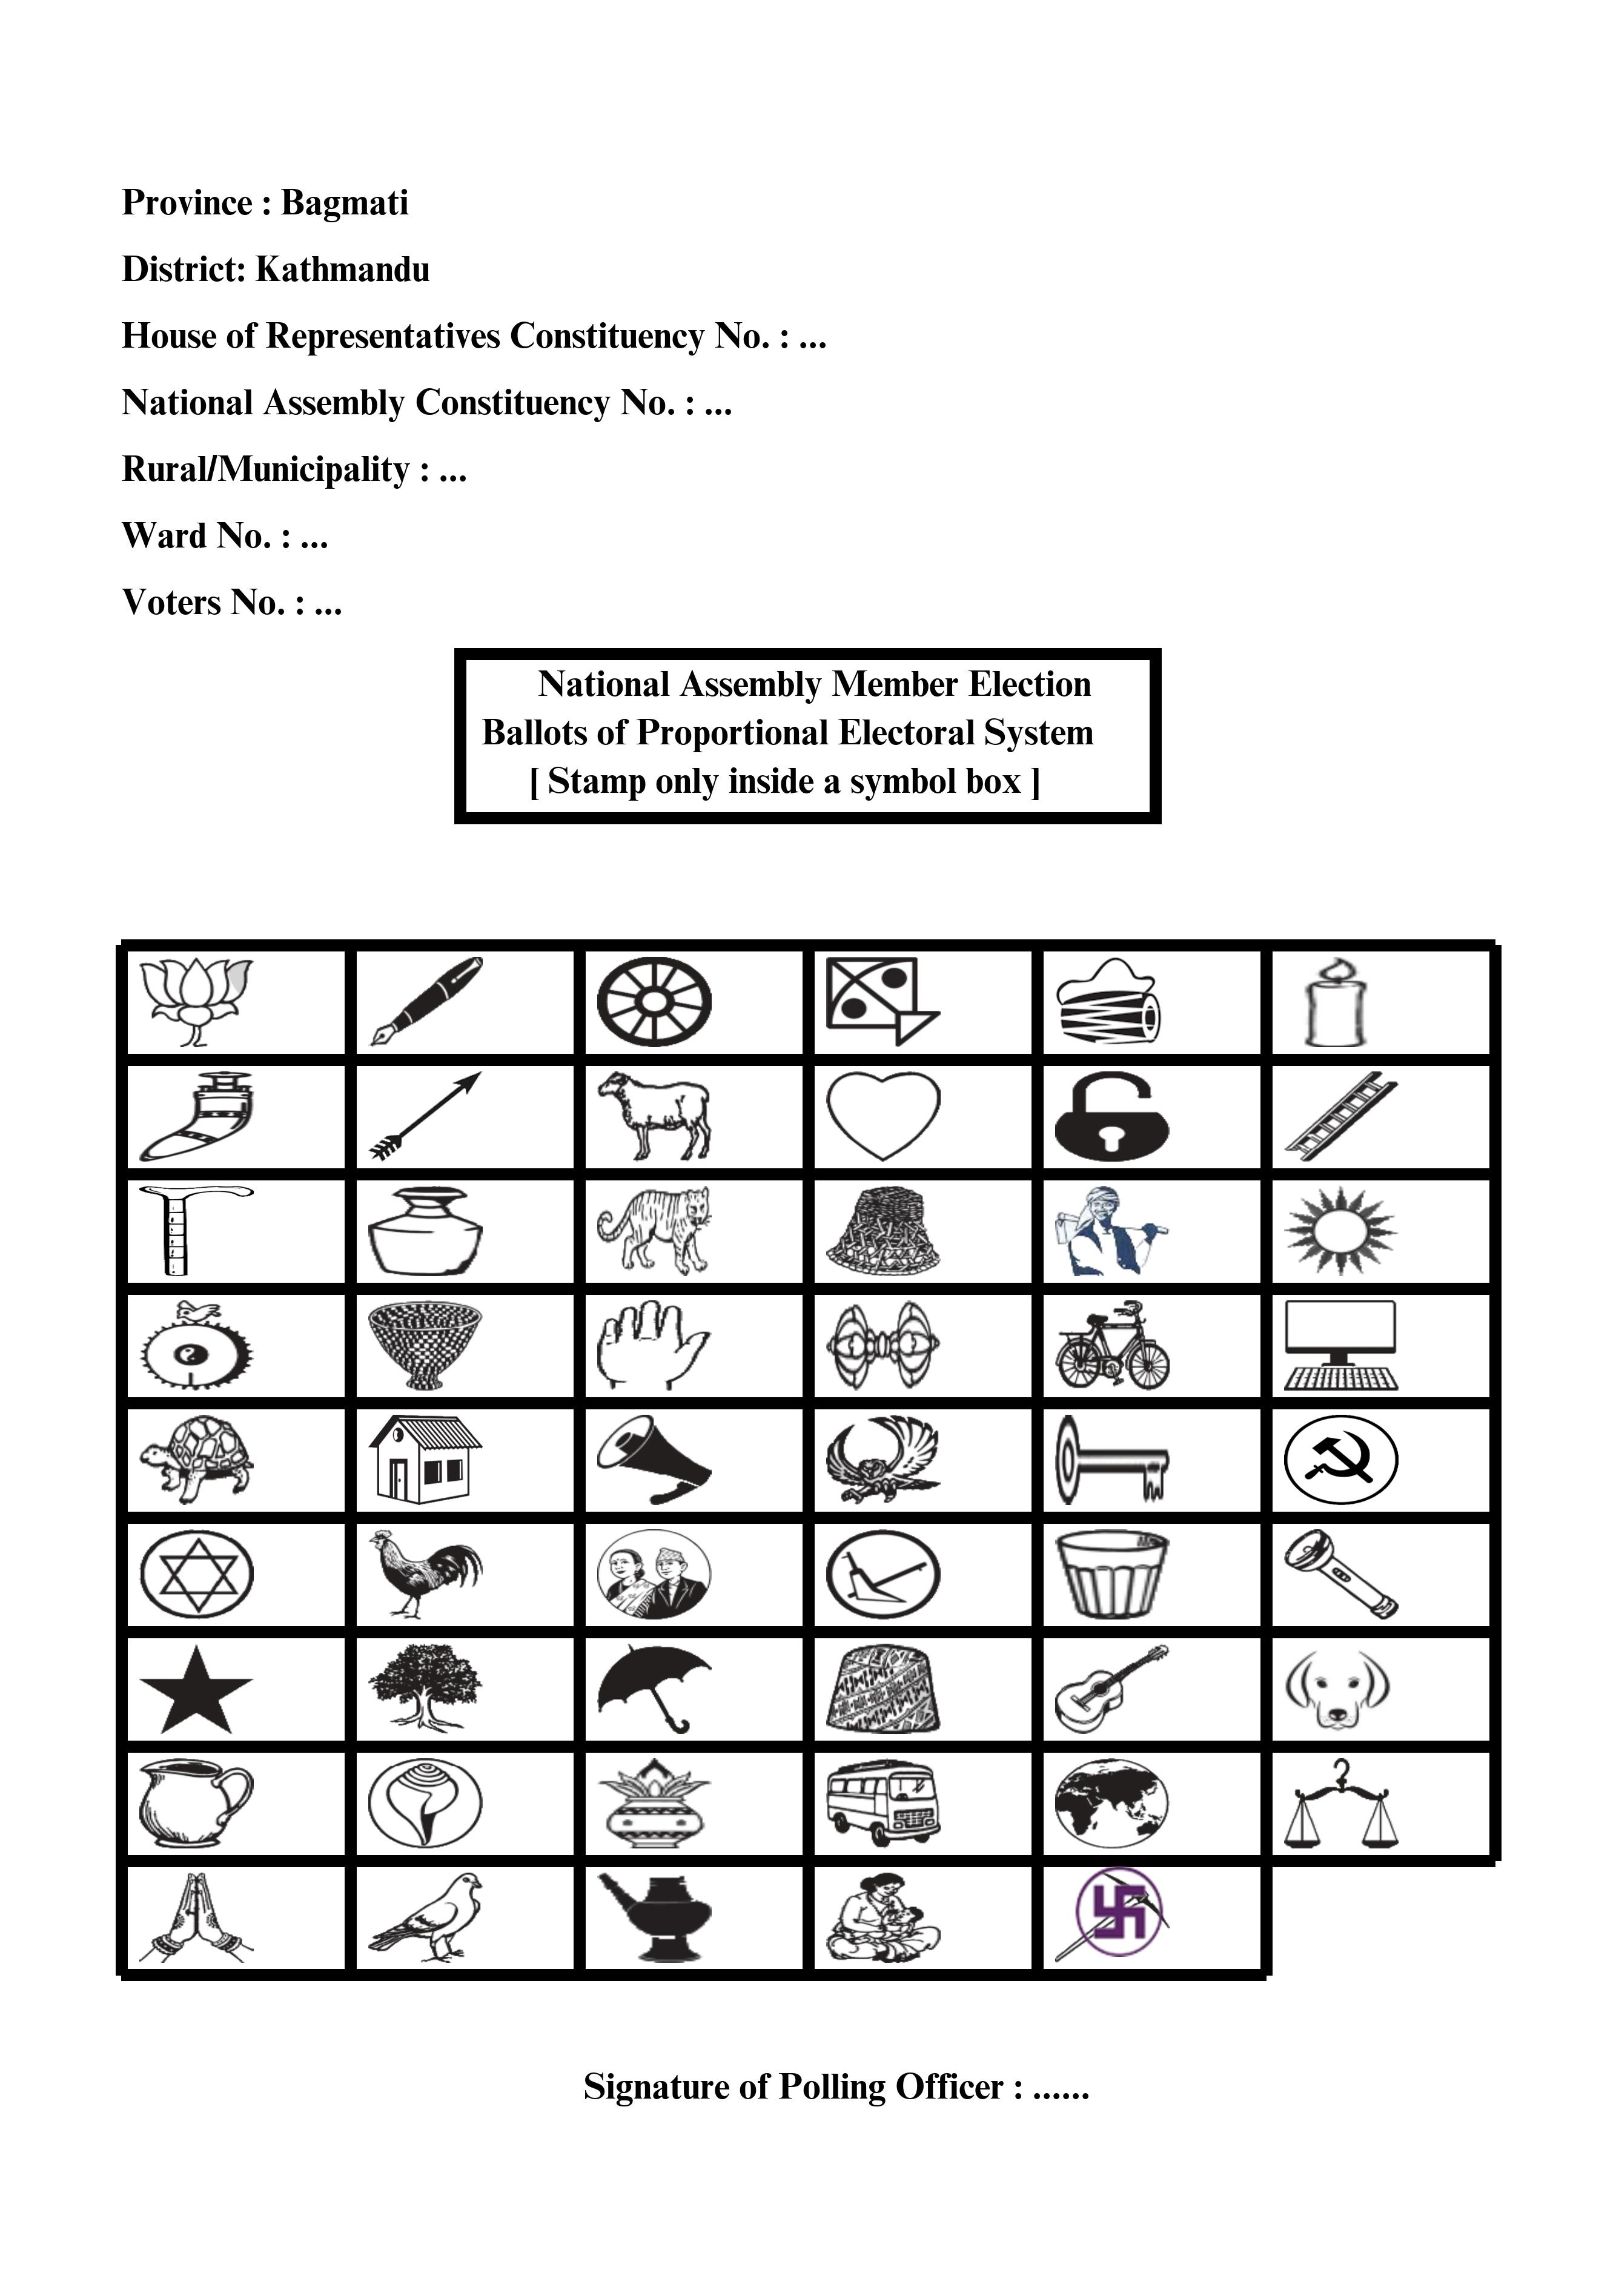 Province : Bagmati
District: Kathmandu
House of Representatives Constituency No. : ...
National Assembly Constituency No. : ...
Rural/Municipality : ...
Ward No. : ...
Voters No. : ...
National Assembly Member Election
Ballots of Proportional Electoral System
[ Stamp only inside a symbol box ]
Signature of Polling Officer : ......